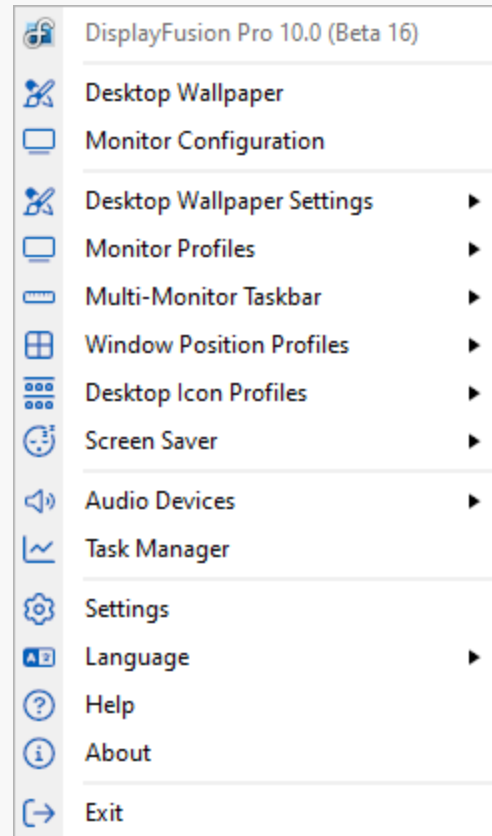 DisplayFusion Pro 10.0 (Beta 16)
Desktop Wallpaper
Monitor Configuration
Desktop Wallpaper Settings
Monitor Profiles
Multi-Monitor Taskbar
Window Position Profiles
Desktop Icon Profiles
Screen Saver
Audio Devices
Task Manager
Settings
Language
Help
About
Exit